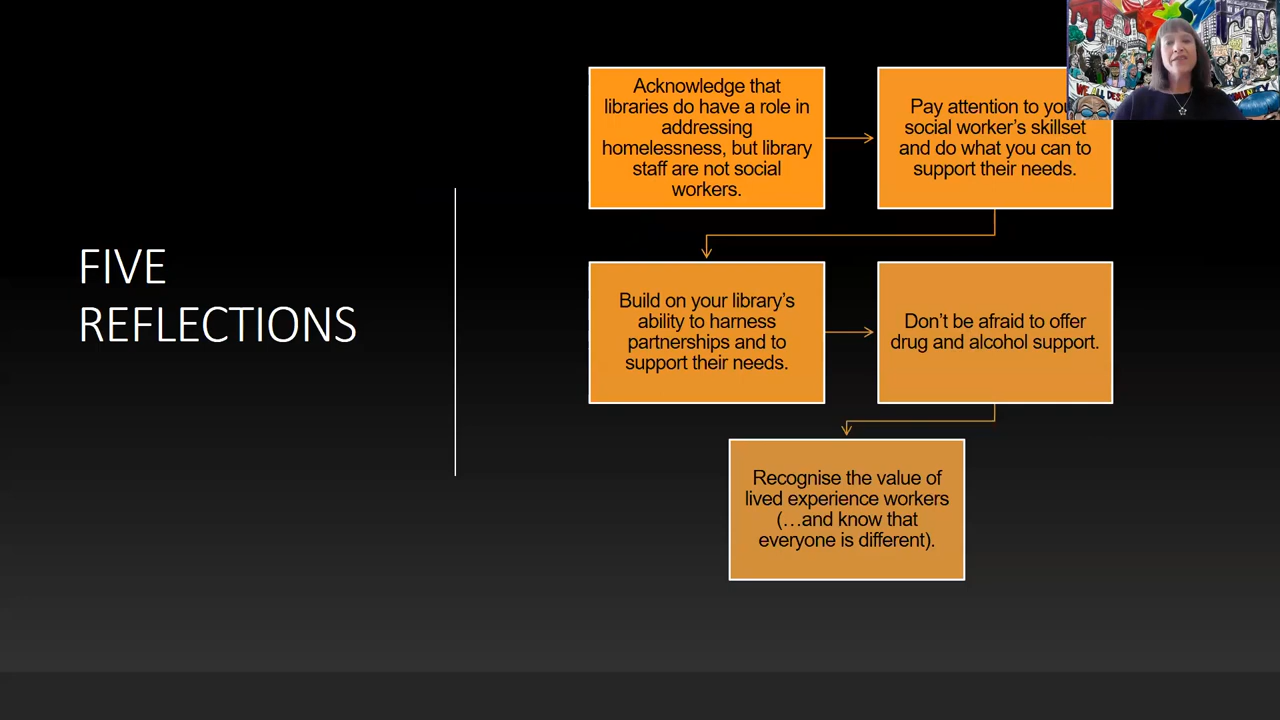 FIVE
REFLECTIONS
Acknowledge that
libraries do have a role in
addressing
homelessness, but library
staff are not social
workers.
Pay attention to
social worker's skillset
and do what you can to
support their needs.
Build on your library's
ability to harness
partnerships and to
support their needs.
Don't be afraid to offer
drug and alcohol support.
Recognise the value of
lived experience workers
(…and know that
everyone is different).
WE ALL DES